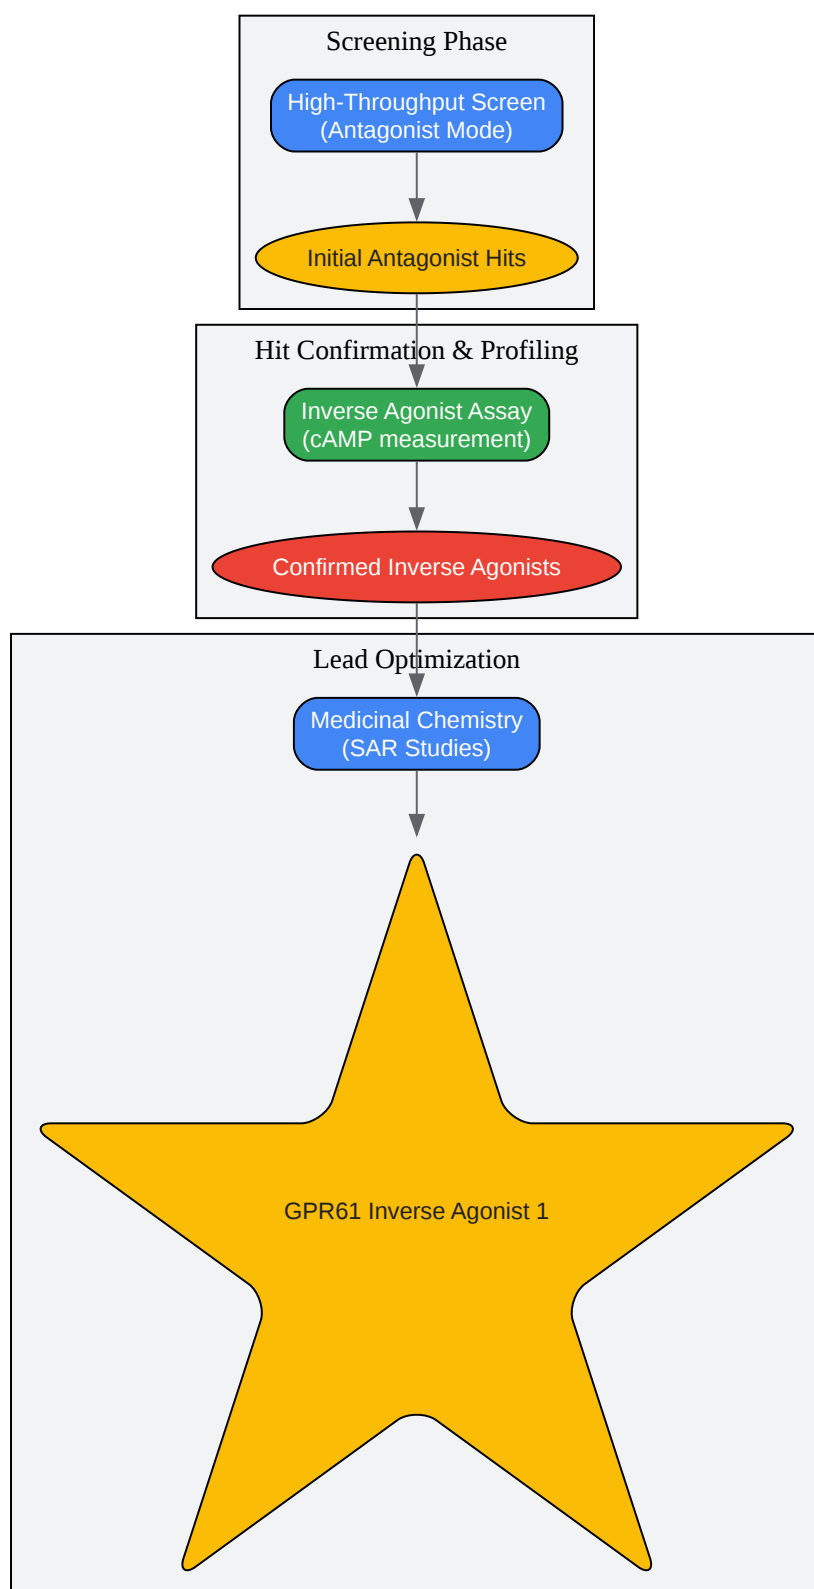 Screening Phase
High-Throughput Screen
(Antagonist Mode)
Initial Antagonist Hits
Hit Confirmation & Profiling
Inverse Agonist Assay
(cAMP measurement)
Confirmed Inverse Agonists
Lead Optimization
Medicinal Chemistry
(SAR Studies)
GPR61 Inverse Agonist 1